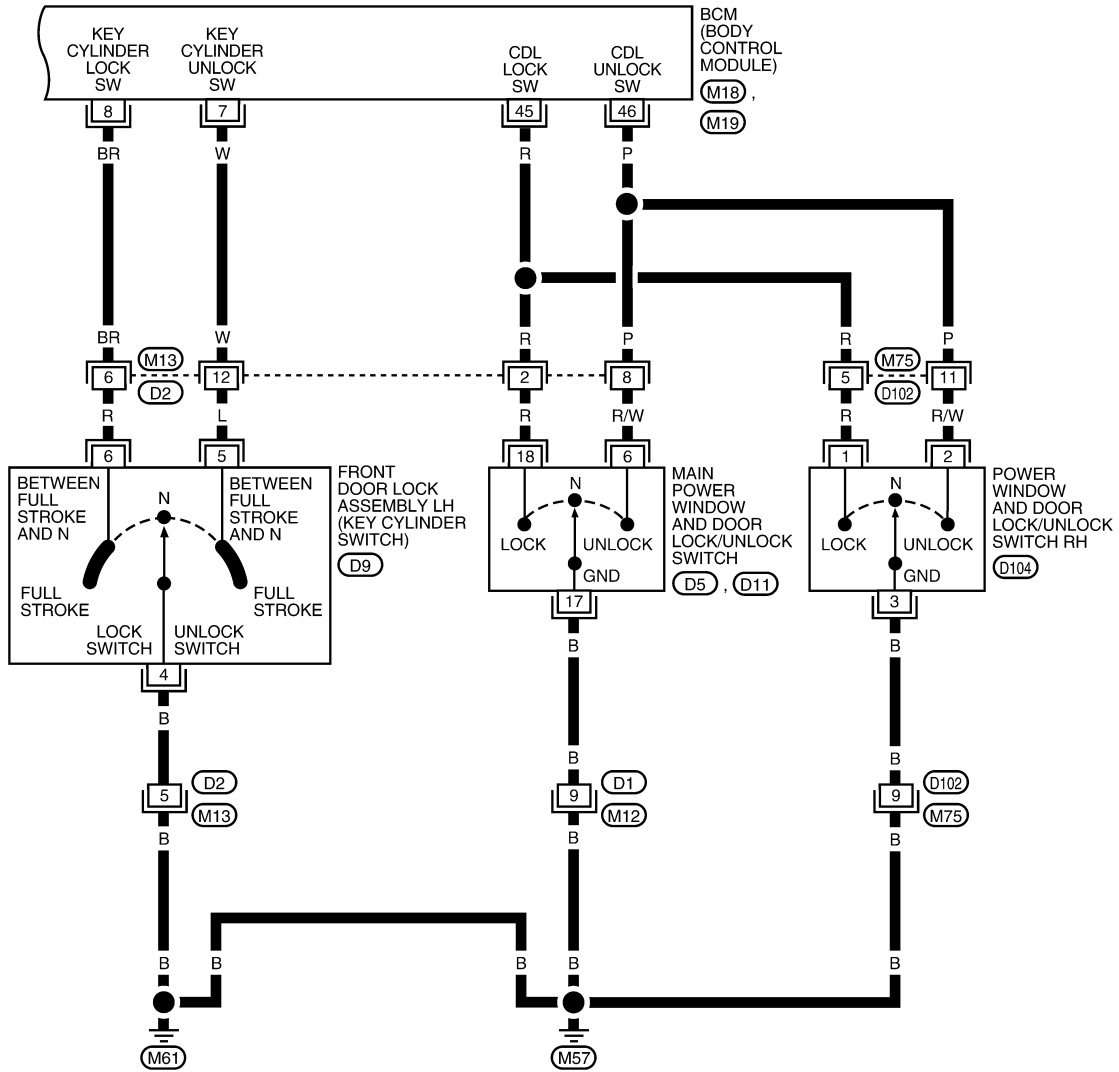 BCM
(BODY
CONTROL
MODULE)
M18 ,
M19
KEY
CYLINDER
LOCK
SW
KEY
CYLINDER
UNLOCK
SW
CDL
LOCK
SW
CDL
UNLOCK
SW
8 7 45 46
BR W R P
BR W R P R P
M13
M75
6 12 2 8 5 11
D2
D102
R L R R/W R R/W
6 5 18 6 1 2
BETWEEN
FULL
STROKE
AND N
N
BETWEEN
FULL
STROKE
AND N
FULL
STROKE
FULL
STROKE
LOCK
SWITCH
UNLOCK
SWITCH
FRONT
DOOR LOCK
ASSEMBLY LH
(KEY CYLINDER
SWITCH)
D9
N
LOCK
UNLOCK
GND
MAIN
POWER
WINDOW
AND DOOR
LOCK/UNLOCK
SWITCH
D5 , D11
N
LOCK
UNLOCK
GND
POWER
WINDOW
AND DOOR
LOCK/UNLOCK
SWITCH RH
D104
4 17 3
B B B
B B
D2 D1 D102
5 9 9
M13 M12 M75
B B B
B B B B B
M61 M57